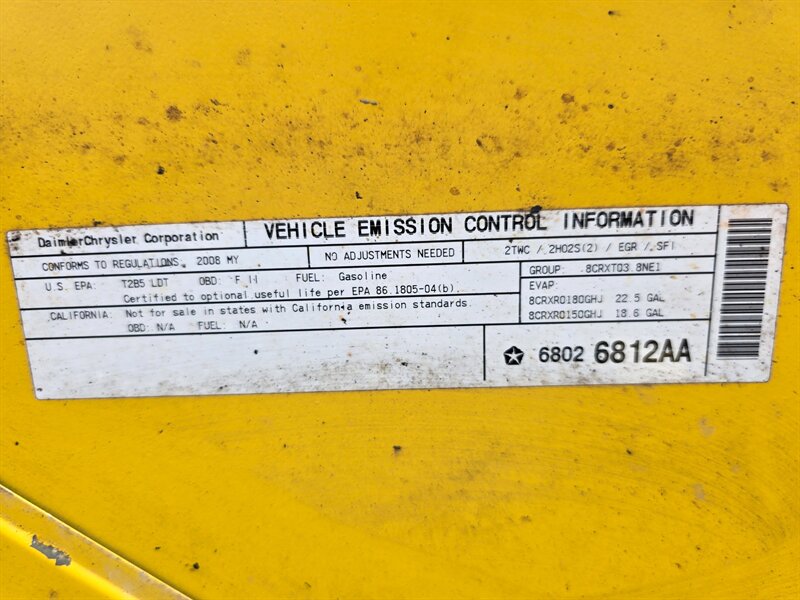 DaimlerChrysler Corporation
VEHICLE EMISSION CONTROL INFORMATION
CONFORMS TO REGULATIONS, 2008 MY
NO ADJUSTMENTS NEEDED
2TWC / 2HO2S(2) / EGR / SFI
U.S. EPA: T2B5 LDT OBD: F II FUEL: Gasoline
Certified to optional useful life per EPA 86.1805-04(b).
CALIFORNIA: Not for sale in states with California emission standards.
OBD: N/A FUEL: N/A
GROUP: 8CRXT03.8NE1
EVAP:
8CRXR0180GHJ 22.5 GAL
8CRXR0150GHJ 18.6 GAL
6802 6812AA